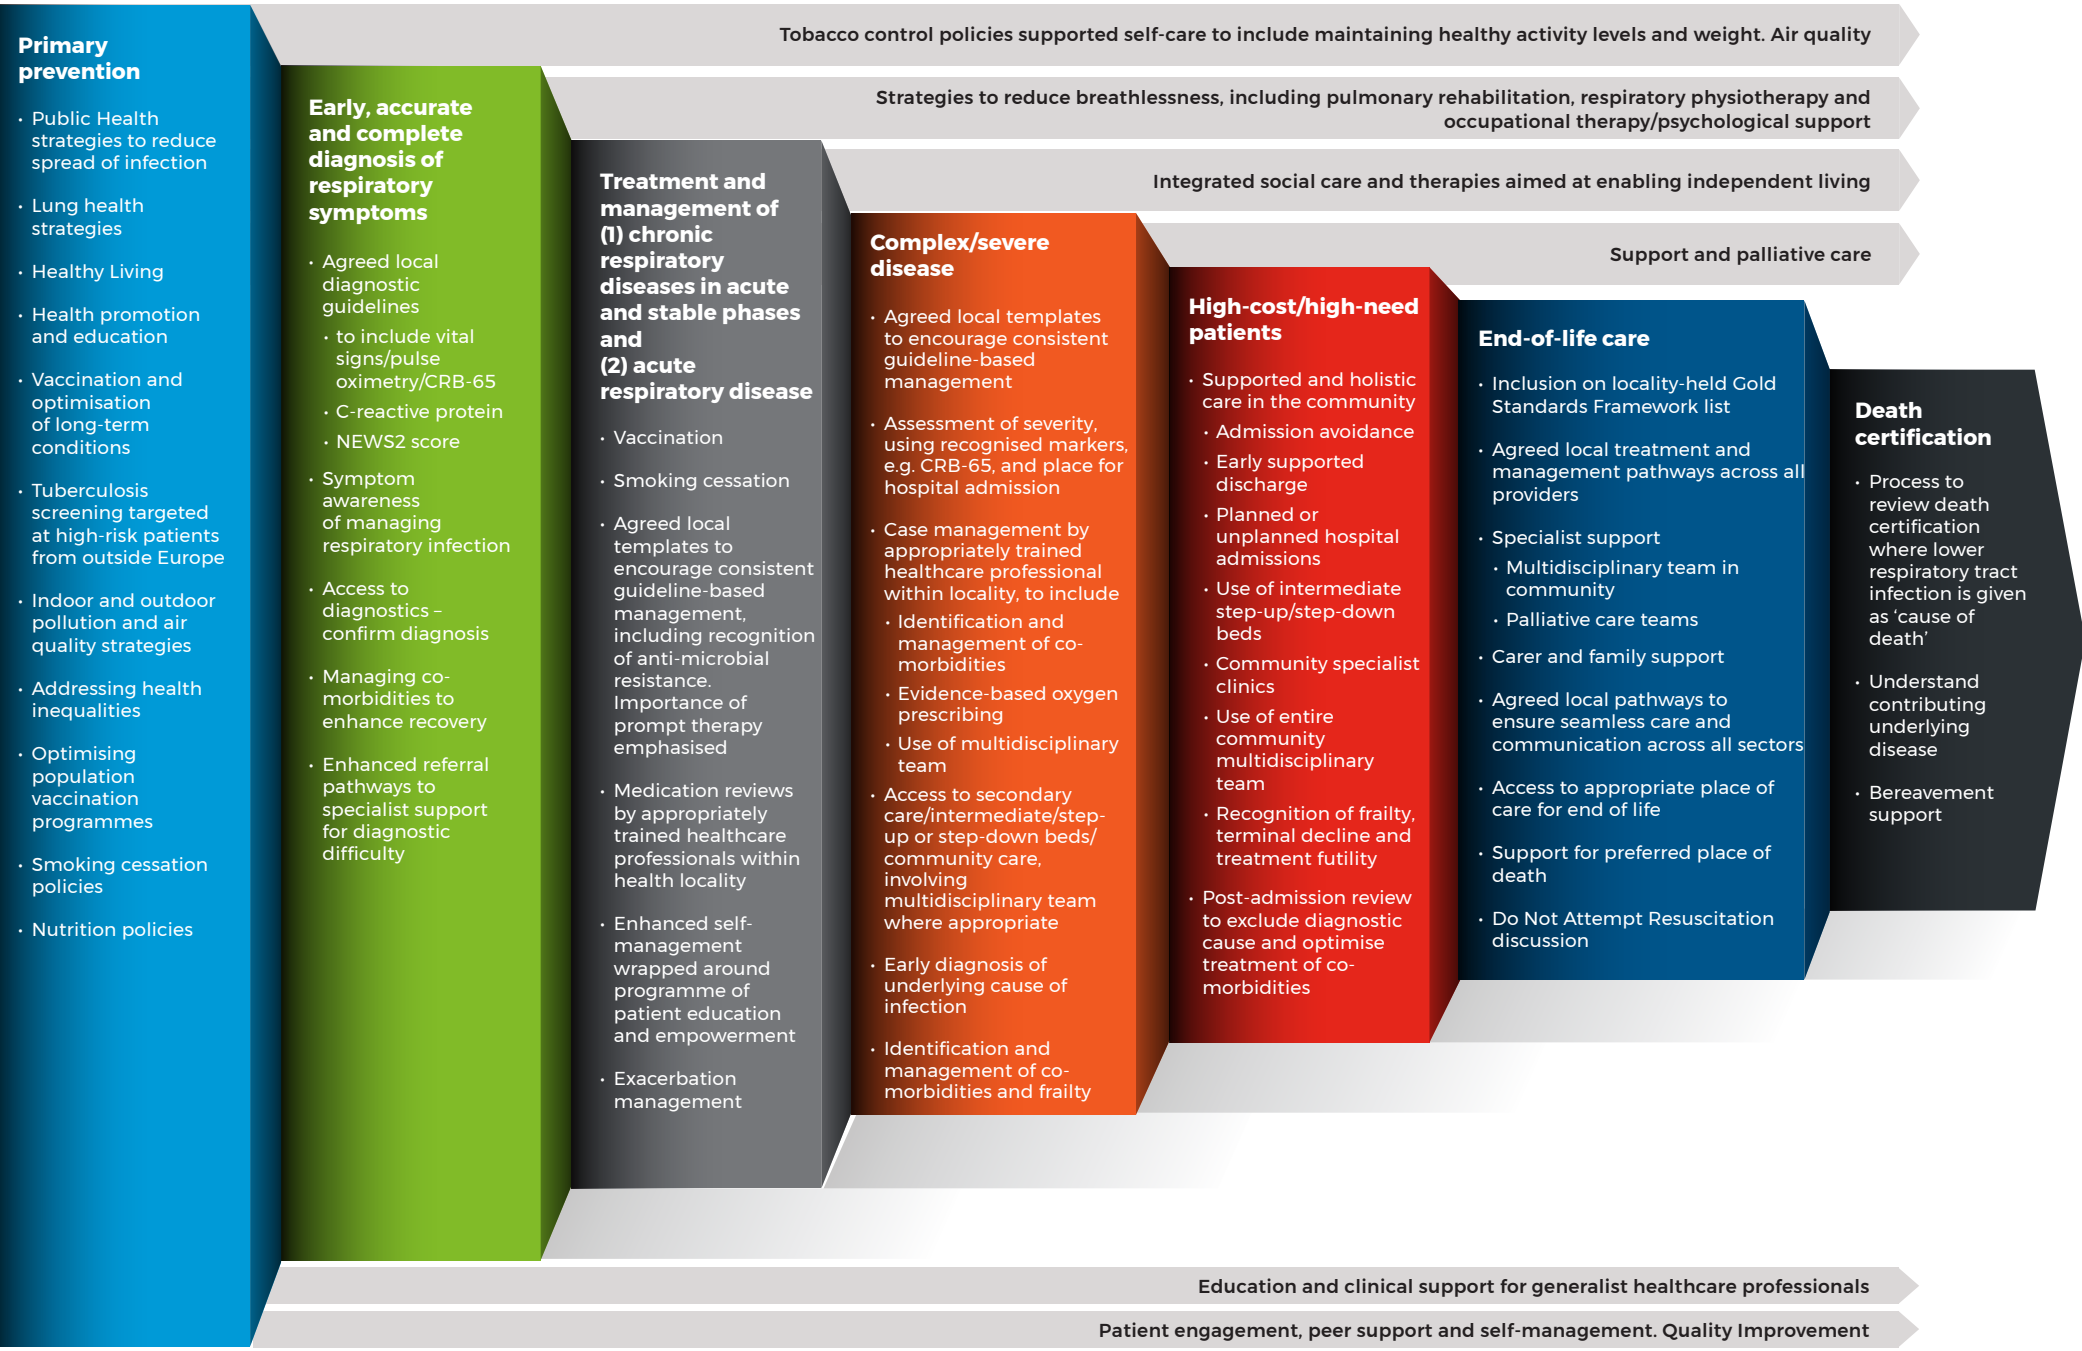 Primary
prevention
• Public Health
strategies to reduce
spread of infection
• Lung health
strategies
• Healthy Living
• Health promotion
and education
• Vaccination and
optimisation
of long-term
conditions
• Tuberculosis
screening targeted
at high-risk patients
from outside Europe
• Indoor and outdoor
pollution and air
quality strategies
• Addressing health
inequalities
• Optimising
population
vaccination
programmes
• Smoking cessation
policies
• Nutrition policies
Early, accurate
and complete
diagnosis of
respiratory
symptoms
• Agreed local
diagnostic
guidelines
• to include vital
signs/pulse
oximetry/CRB-65
• C-reactive protein
• NEWS2 score
• Symptom
awareness
of managing
respiratory infection
• Access to
diagnostics –
confirm diagnosis
• Managing co-
morbidities to
enhance recovery
• Enhanced referral
pathways to
specialist support
for diagnostic
difficulty
Treatment and
management of
(1) chronic
respiratory
diseases in acute
and stable phases
and
(2) acute
respiratory disease
• Vaccination
• Smoking cessation
• Agreed local
templates to
encourage consistent
guideline-based
management,
including recognition
of anti-microbial
resistance.
Importance of
prompt therapy
emphasised
• Medication reviews
by appropriately
trained healthcare
professionals within
health locality
• Enhanced self-
management
wrapped around
programme of
patient education
and empowerment
• Exacerbation
management
Complex/severe
disease
• Agreed local templates
to encourage consistent
guideline-based
management
• Assessment of severity,
using recognised markers,
e.g. CRB-65, and place for
hospital admission
• Case management by
appropriately trained
healthcare professional
within locality, to include
• Identification and
management of co-
morbidities
• Evidence-based oxygen
prescribing
• Use of multidisciplinary
team
• Access to secondary
care/intermediate/step-
up or step-down beds/
community care,
involving
multidisciplinary team
where appropriate
• Early diagnosis of
underlying cause of
infection
• Identification and
management of co-
morbidities and frailty
High-cost/high-need
patients
• Supported and holistic
care in the community
• Admission avoidance
• Early supported
discharge
• Planned or
unplanned hospital
admissions
• Use of intermediate
step-up/step-down
beds
• Community specialist
clinics
• Use of entire
community
multidisciplinary
team
• Recognition of frailty,
terminal decline and
treatment futility
• Post-admission review
to exclude diagnostic
cause and optimise
treatment of co-
morbidities
End-of-life care
• Inclusion on locality-held Gold
Standards Framework list
• Agreed local treatment and
management pathways across all
providers
• Specialist support
• Multidisciplinary team in
community
• Palliative care teams
• Carer and family support
• Agreed local pathways to
ensure seamless care and
communication across all sectors
• Access to appropriate place of
care for end of life
• Support for preferred place of
death
• Do Not Attempt Resuscitation
discussion
Death
certification
• Process to
review death
certification
where lower
respiratory tract
infection is given
as ‘cause of
death’
• Understand
contributing
underlying
disease
• Bereavement
support
Tobacco control policies supported self-care to include maintaining healthy activity levels and weight. Air quality
Strategies to reduce breathlessness, including pulmonary rehabilitation, respiratory physiotherapy and
occupational therapy/psychological support
Integrated social care and therapies aimed at enabling independent living
Support and palliative care
Education and clinical support for generalist healthcare professionals
Patient engagement, peer support and self-management. Quality Improvement